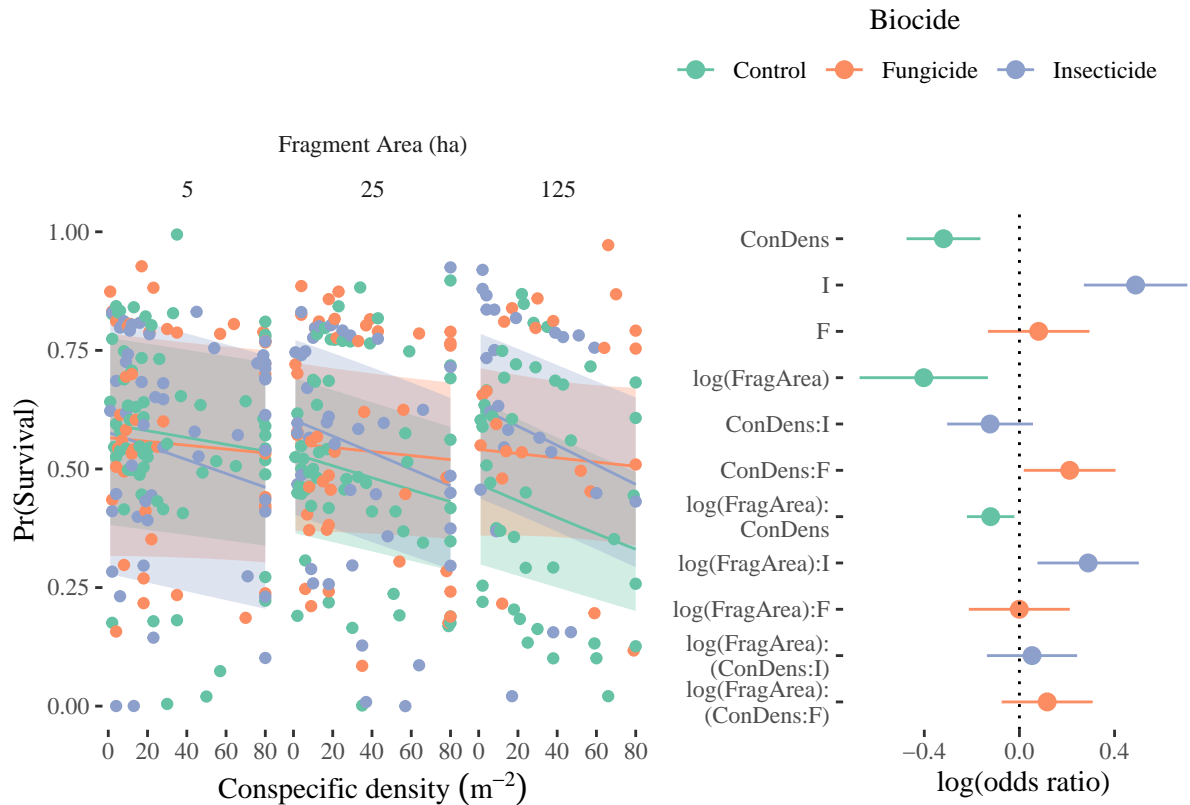 Biocide
Control Fungicide Insecticide
Fragment Area (ha)
5 25 125
Pr(Survival)
1.00
0.75
0.50
0.25
0.00
0 20 40 60 80 0 20 40 60 80 0 20 40 60 80
Conspecific density (m−2)
ConDens
I
F
log(FragArea)
ConDens:I
ConDens:F
log(FragArea):
ConDens
log(FragArea):I
log(FragArea):F
log(FragArea):
(ConDens:I)
log(FragArea):
(ConDens:F)
−0.4 0.0 0.4
log(odds ratio)